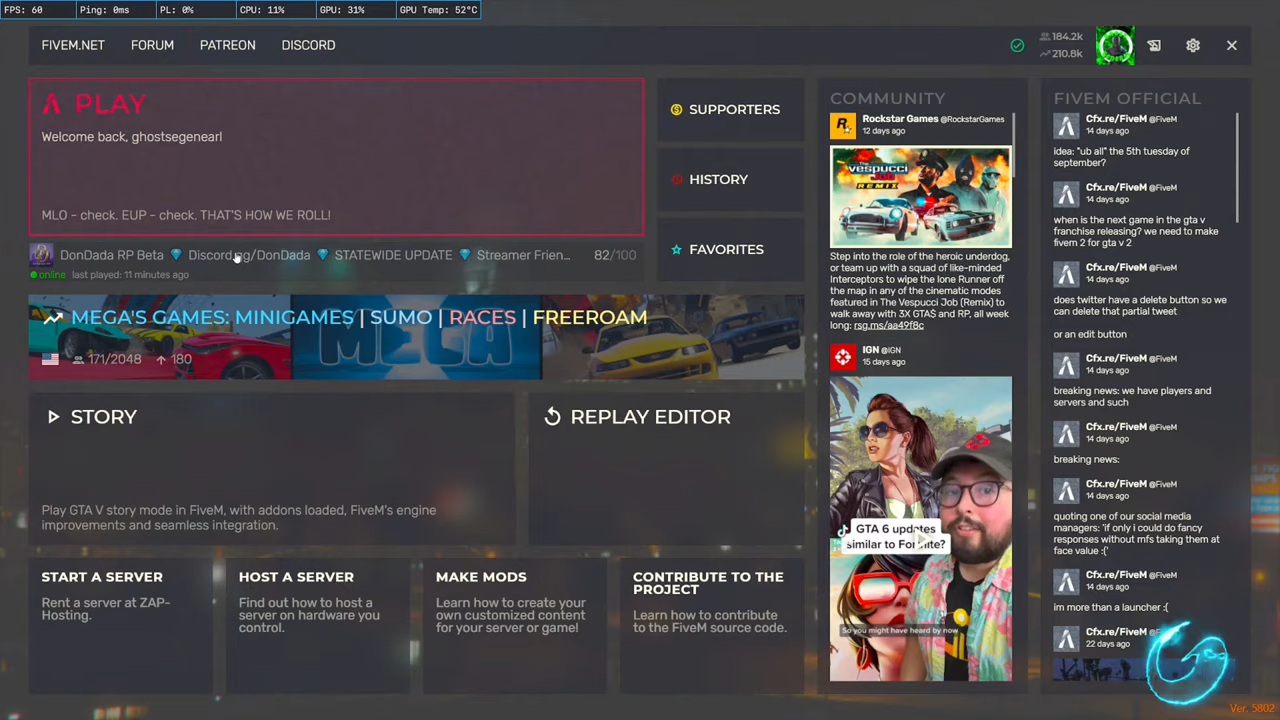 FPS: 60 Ping: 0ms PL: 0% CPU: 11% GPU: 31% GPU Temp: 52°C
FIVEM.NET FORUM PATREON DISCORD
184.2k
210.8k
PLAY
Welcome back, ghostsegenearl
MLO - check. EUP - check. THAT'S HOW WE ROLL!
DonDada RP Beta Discord.gg/DonDada STATEWIDE UPDATE Streamer Frien... 82/100
online last played: 11 minutes ago
SUPPORTERS
HISTORY
FAVORITES
MEGA'S GAMES: MINIGAMES | SUMO | RACES | FREEROAM
171/2048 180
MEGA
STORY
Play GTA V story mode in FiveM, with addons loaded, FiveM's engine
improvements and seamless integration.
REPLAY EDITOR
START A SERVER
Rent a server at ZAP-
Hosting.
HOST A SERVER
Find out how to host a
server on hardware you
control.
MAKE MODS
Learn how to create your
own customized content
for your server or game!
CONTRIBUTE TO THE
PROJECT
Learn how to contribute
to the FiveM source code.
COMMUNITY
Rockstar Games @RockstarGames
12 days ago
The
Vespucci
Job
REMIX
Step into the role of the heroic underdog,
or team up with a squad of like-minded
Interceptors to wipe the lone Runner off
the map in any of the cinematic modes
featured in The Vespucci Job (Remix) to
walk away with 3X GTA$ and RP, all week
long: rsg.ms/aa49f8c
IGN @IGN
15 days ago
GTA 6 updates
similar to Fortnite?
So you might have heard by now
FIVEM OFFICIAL
Cfx.re/FiveM @FiveM
14 days ago
idea: "ub all" the 5th tuesday of
september?
Cfx.re/FiveM @FiveM
14 days ago
when is the next game in the gta v
franchise releasing? we need to make
fivem 2 for gta v 2
Cfx.re/FiveM @FiveM
14 days ago
does twitter have a delete button so we
can delete that partial tweet
or an edit button
Cfx.re/FiveM @FiveM
14 days ago
breaking news: we have players and
servers and such
Cfx.re/FiveM @FiveM
14 days ago
breaking news:
Cfx.re/FiveM @FiveM
14 days ago
quoting one of our social media
managers: 'if only i could do fancy
responses without mfs taking them at
face value :('
Cfx.re/FiveM @FiveM
14 days ago
im more than a launcher :(
Cfx.re/FiveM @FiveM
22 days ago
Ver. 5802